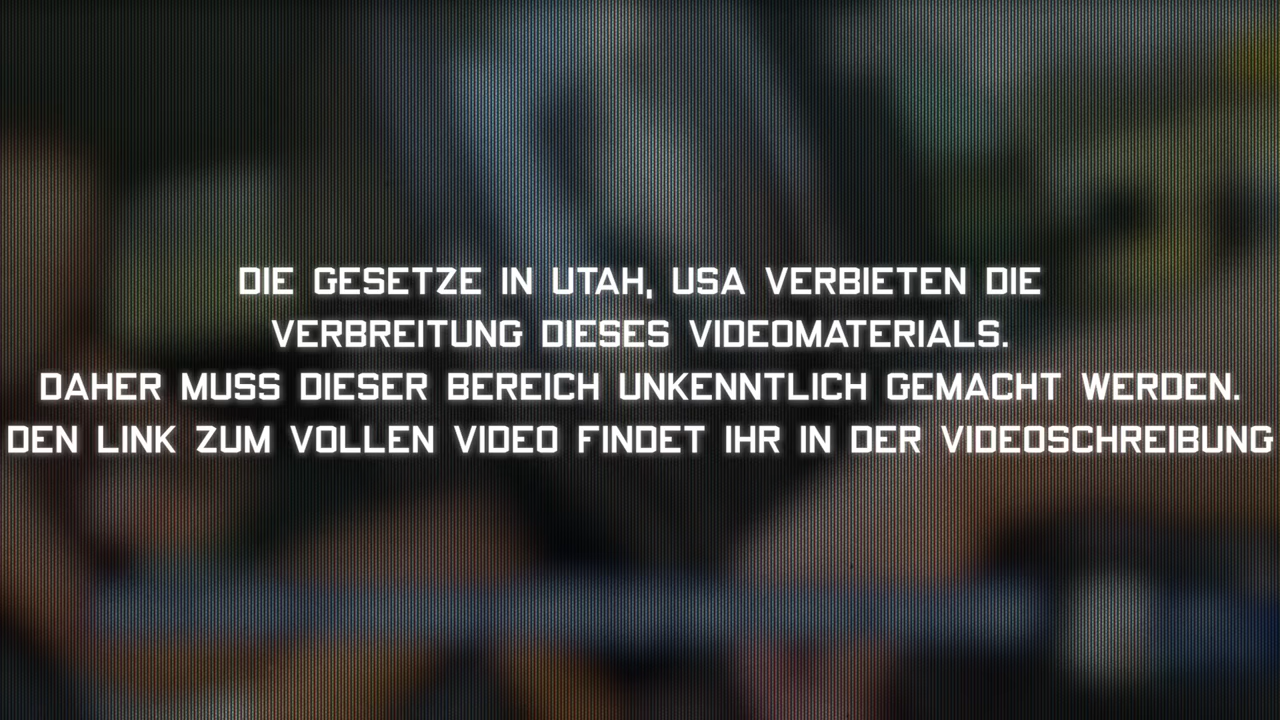 DIE GESETZE IN UTAH, USA VERBIETEN DIE
VERBREITUNG DIESES VIDEOMATERIALS.
DAHER MUSS DIESER BEREICH UNKENNTLICH GEMACHT WERDEN.
DEN LINK ZUM VOLLEN VIDEO FINDET IHR IN DER VIDEOSCHREIBUNG